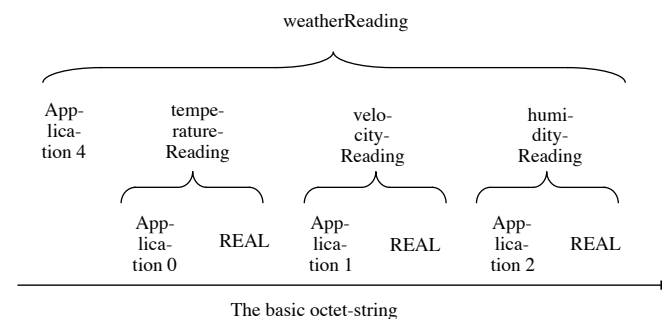 weatherReading
App-
lica-
tion 4
tempe-
rature-
Reading
velo-
city-
Reading
humi-
dity-
Reading
App-
lica-
tion 0
REAL
App-
lica-
tion 1
REAL
App-
lica-
tion 2
REAL
The basic octet-string